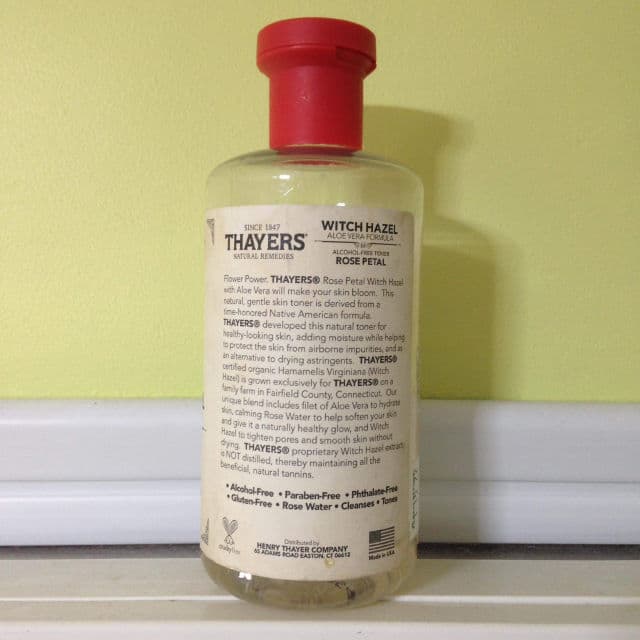 SINCE 1847
THAYERS®
NATURAL REMEDIES
WITCH HAZEL
ALOE VERA FORMULA
ALCOHOL-FREE TONER
ROSE PETAL
Flower Power. THAYERS® Rose Petal Witch Hazel
with Aloe Vera will make your skin bloom. This
natural, gentle skin toner is derived from a
time-honored Native American formula.
THAYERS® developed this natural toner for
healthy-looking skin, adding moisture while helping
to protect the skin from airborne impurities, and as
an alternative to drying astringents. THAYERS®
certified organic Hamamelis Virginiana (Witch
Hazel) is grown exclusively for THAYERS® on a
family farm in Fairfield County, Connecticut. Our
unique blend includes filet of Aloe Vera to hydrate
skin, calming Rose Water to help soften your skin
and give it a naturally healthy glow, and Witch
Hazel to tighten pores and smooth skin without
drying. THAYERS® proprietary Witch Hazel extract
is NOT distilled, thereby maintaining all the
beneficial, natural tannins.
• Alcohol-Free • Paraben-Free • Phthalate-Free
• Gluten-Free • Rose Water • Cleanses • Tones
crueltyfree
Distributed by
HENRY THAYER COMPANY
65 ADAMS ROAD EASTON, CT 06612
Made in U.S.A.